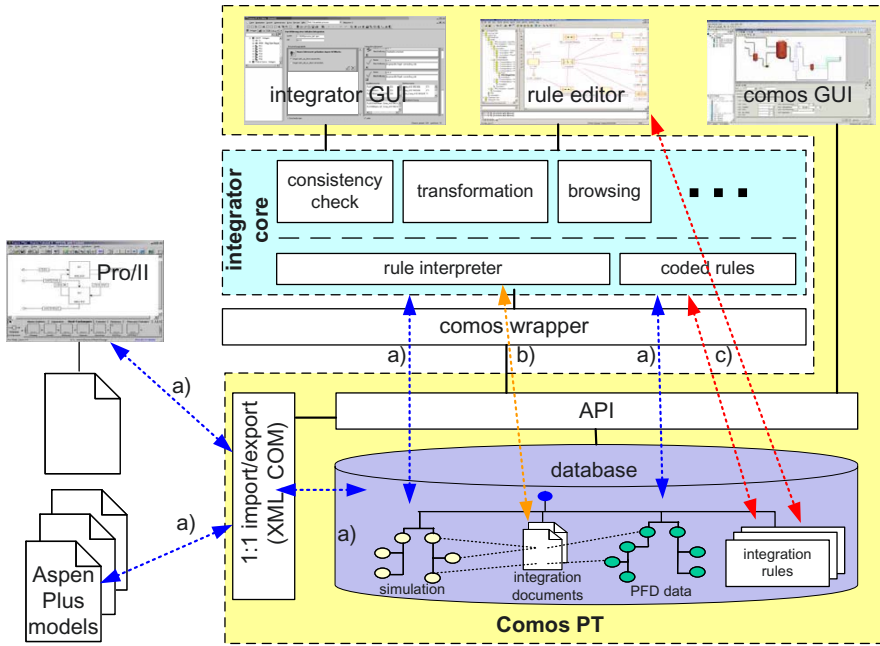 integrator GUI
rule editor
comos GUI
integrator
core
consistency
check
transformation
browsing
rule interpreter
coded rules
Pro/II
comos wrapper
a)
b)
a)
c)
a)
API
1:1 import/export
(XML, COM)
database
a)
a)
Aspen
Plus
models
simulation
integration
documents
PFD data
integration
rules
Comos PT